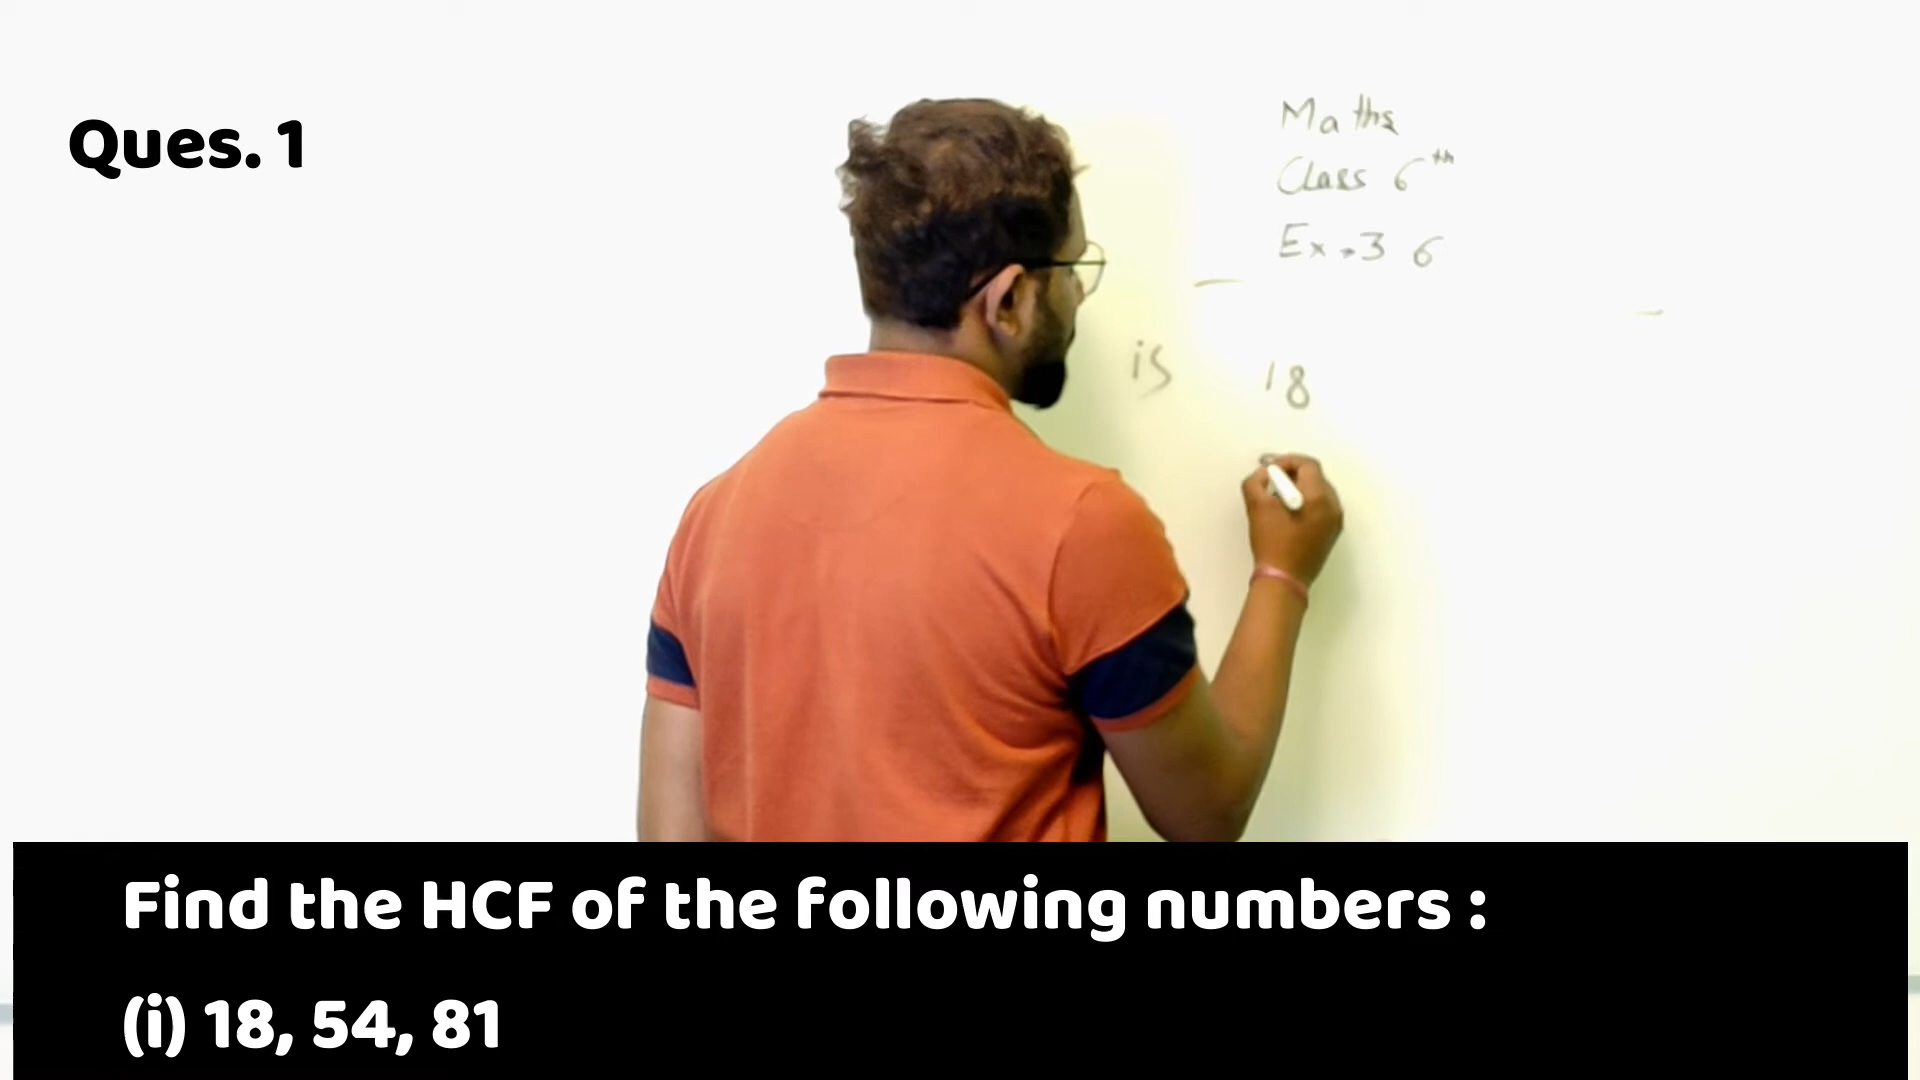 Ques. 1
Maths
Class 6th
Ex.3 6
is 18
Find the HCF of the following numbers :
(i) 18, 54, 81